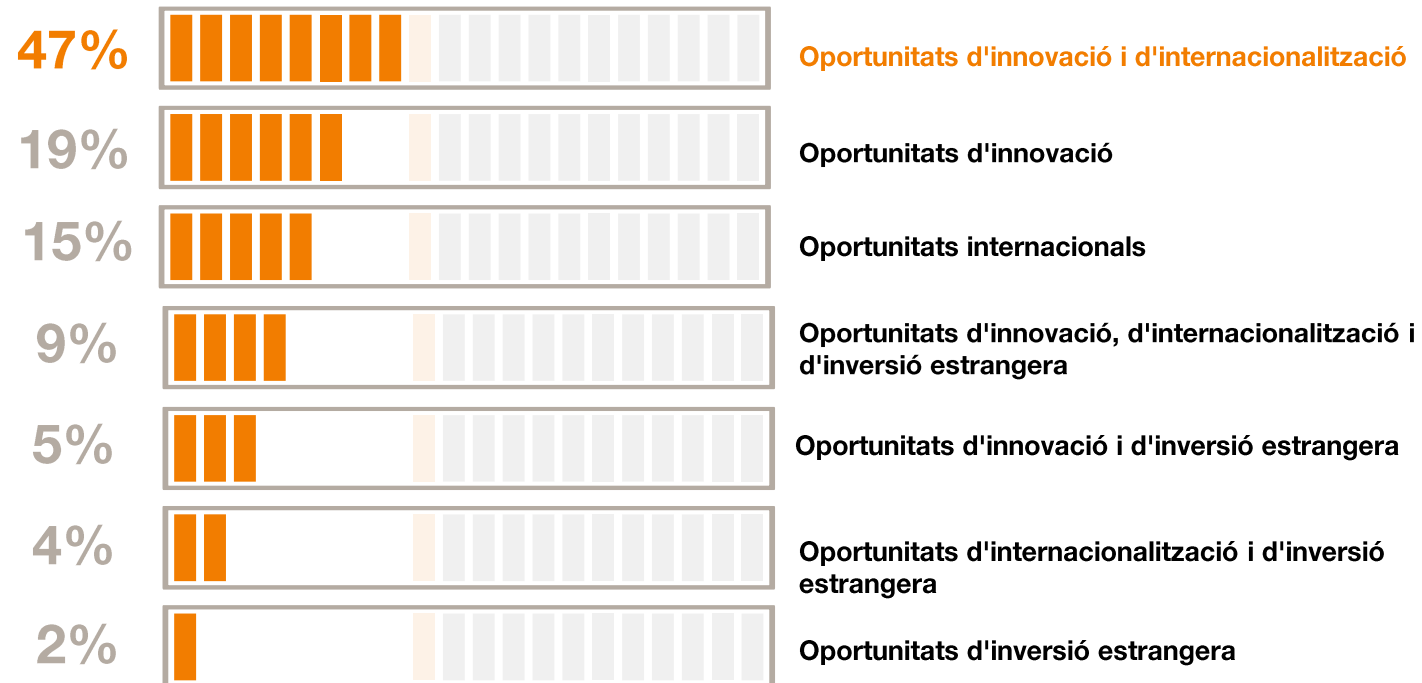 47%
Oportunitats d'innovació i d'internacionalització
19%
Oportunitats d'innovació
15%
Oportunitats internacionals
9%
Oportunitats d'innovació, d'internacionalització i
d'inversió estrangera
5%
Oportunitats d'innovació i d'inversió estrangera
4%
Oportunitats d'internacionalització i d'inversió
estrangera
2%
Oportunitats d'inversió estrangera